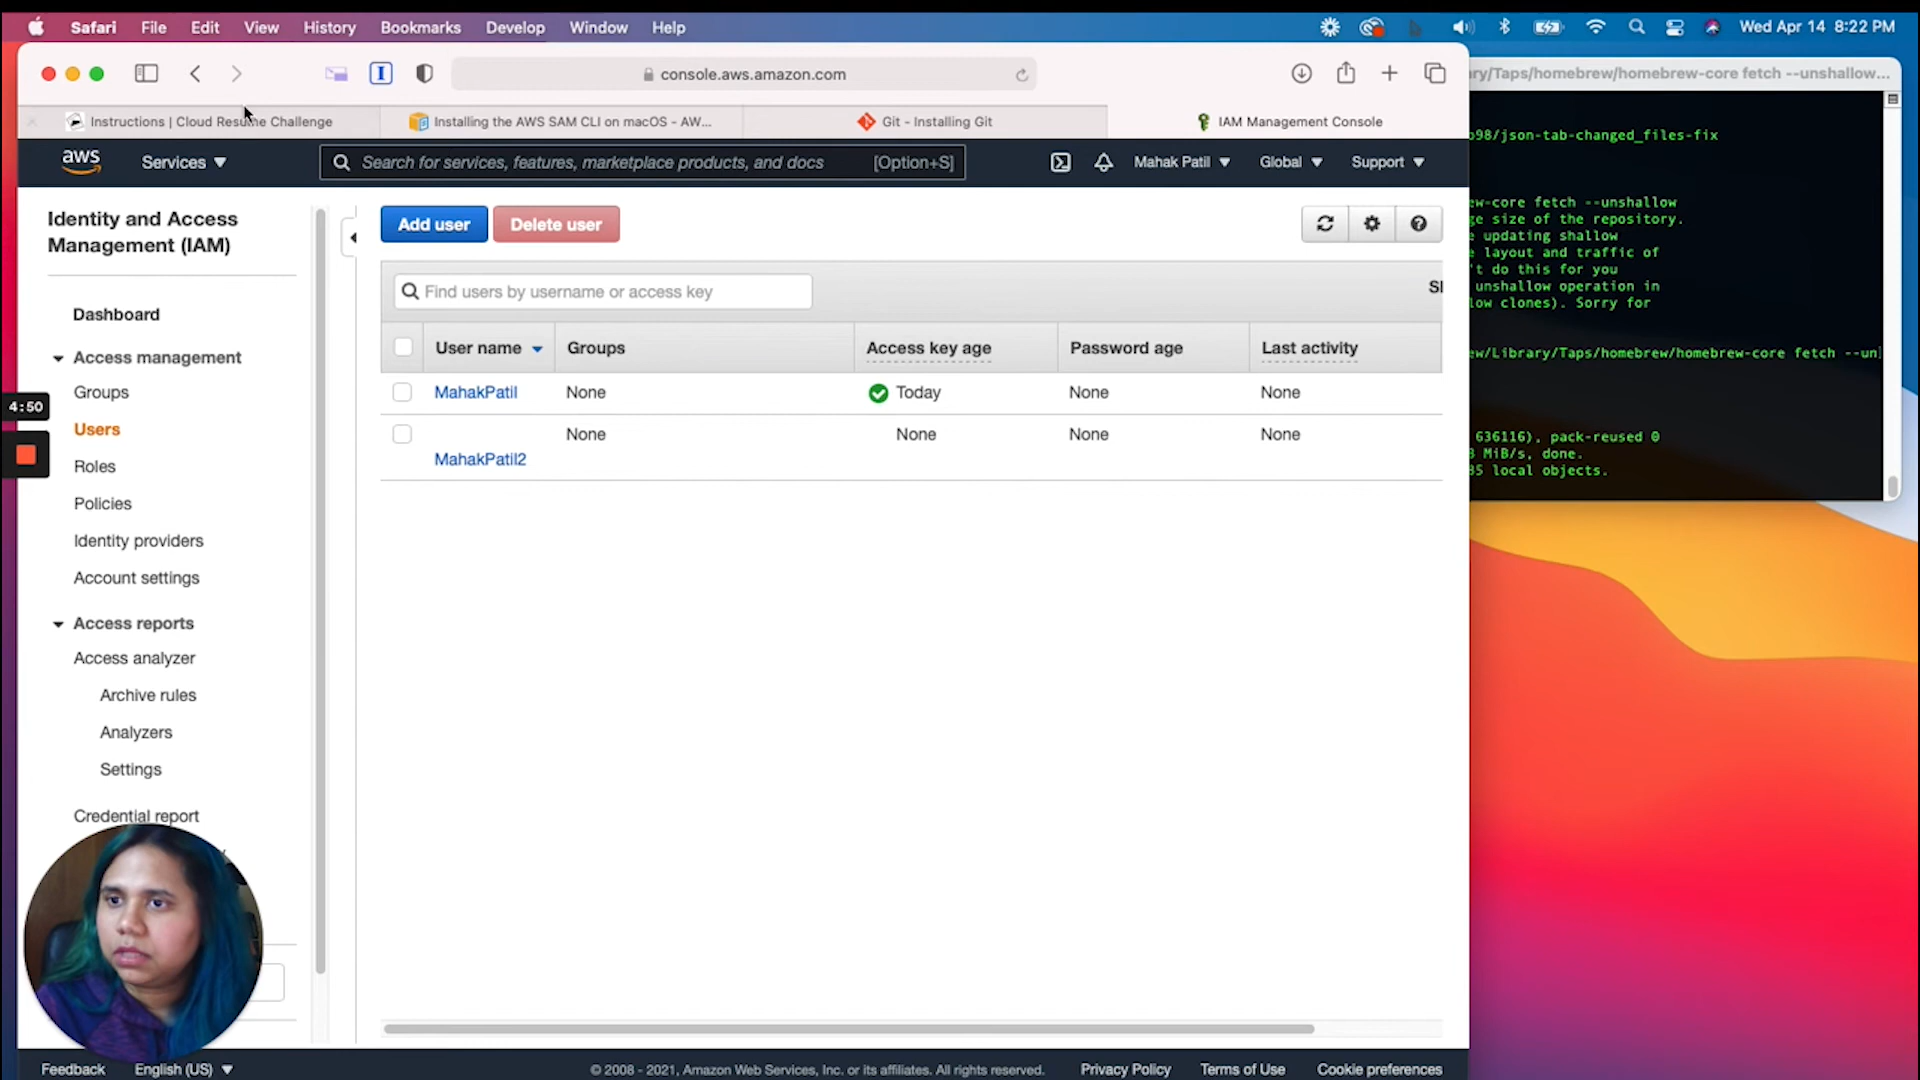 Safari File Edit View History Bookmarks Develop Window Help Wed Apr 14 8:22 PM
console.aws.amazon.com
Instructions | Cloud Resume Challenge
Installing the AWS SAM CLI on macOS - AW...
Git - Installing Git
IAM Management Console
aws Services Search for services, features, marketplace products, and docs [Option+S] Mahak Patil Global Support
Identity and Access
Management (IAM)
Dashboard
Access management
Groups
Users
Roles
Policies
Identity providers
Account settings
Access reports
Access analyzer
Archive rules
Analyzers
Settings
Credential report
4:50
Add user Delete user
Find users by username or access key
User name Groups Access key age Password age Last activity
MahakPatil None Today None None
MahakPatil2 None None None None
Feedback English (US) © 2008 - 2021, Amazon Web Services, Inc. or its affiliates. All rights reserved. Privacy Policy Terms of Use Cookie preferences
ry/Taps/homebrew/homebrew-core fetch --unshallow...
98/json-tab-changed_files-fix
ew-core fetch --unshallow
ge size of the repository.
e updating shallow
e layout and traffic of
't do this for you
unshallow operation in
low clones). Sorry for
ew/Library/Taps/homebrew/homebrew-core fetch --un
636116), pack-reused 0
MiB/s, done.
85 local objects.